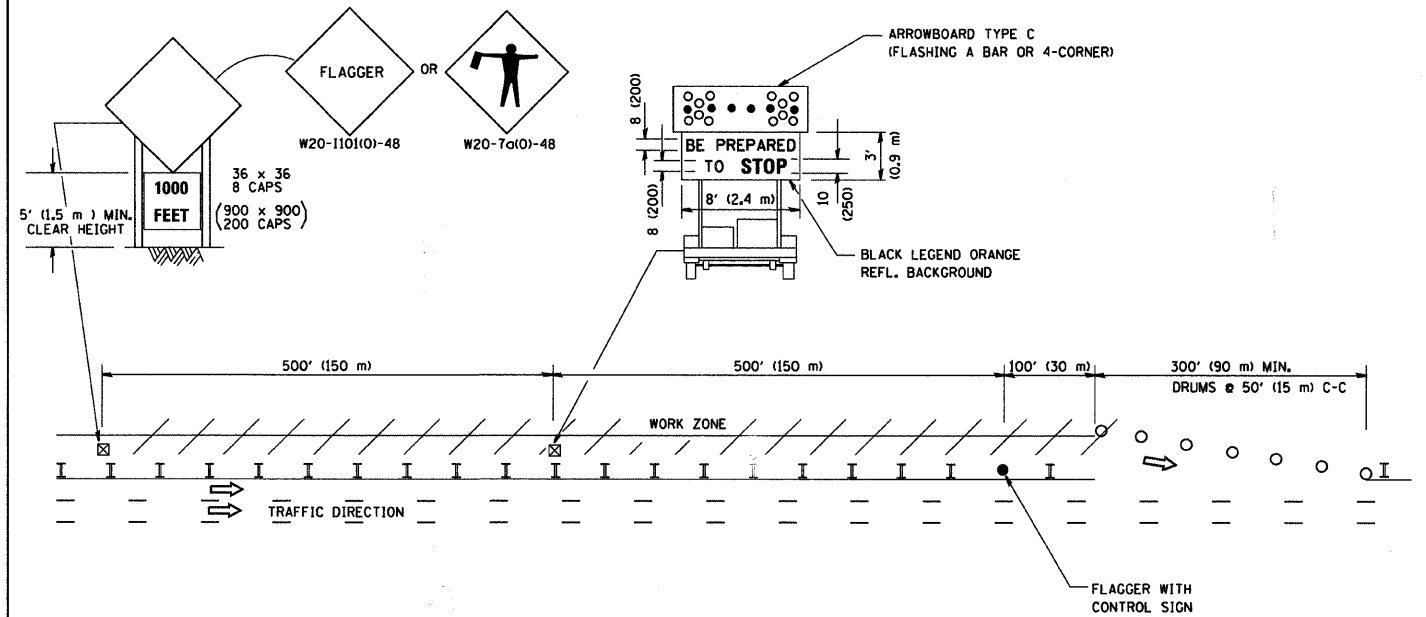 ARROWBOARD TYPE C
(FLASHING A BAR OR 4-CORNER)
FLAGGER
OR
W20-I101(O)-48
W20-7a(O)-48
8 (200)
BE PREPARED
TO STOP
3'
(0.9 m)
8 (200)
8' (2.4 m)
10
(250)
1000
FEET
36 x 36
8 CAPS
(900 x 900)
200 CAPS
5' (1.5 m ) MIN.
CLEAR HEIGHT
BLACK LEGEND ORANGE
REFL. BACKGROUND
500' (150 m)
500' (150 m)
100' (30 m)
300' (90 m) MIN.
DRUMS @ 50' (15 m) C-C
WORK ZONE
TRAFFIC DIRECTION
FLAGGER WITH
CONTROL SIGN